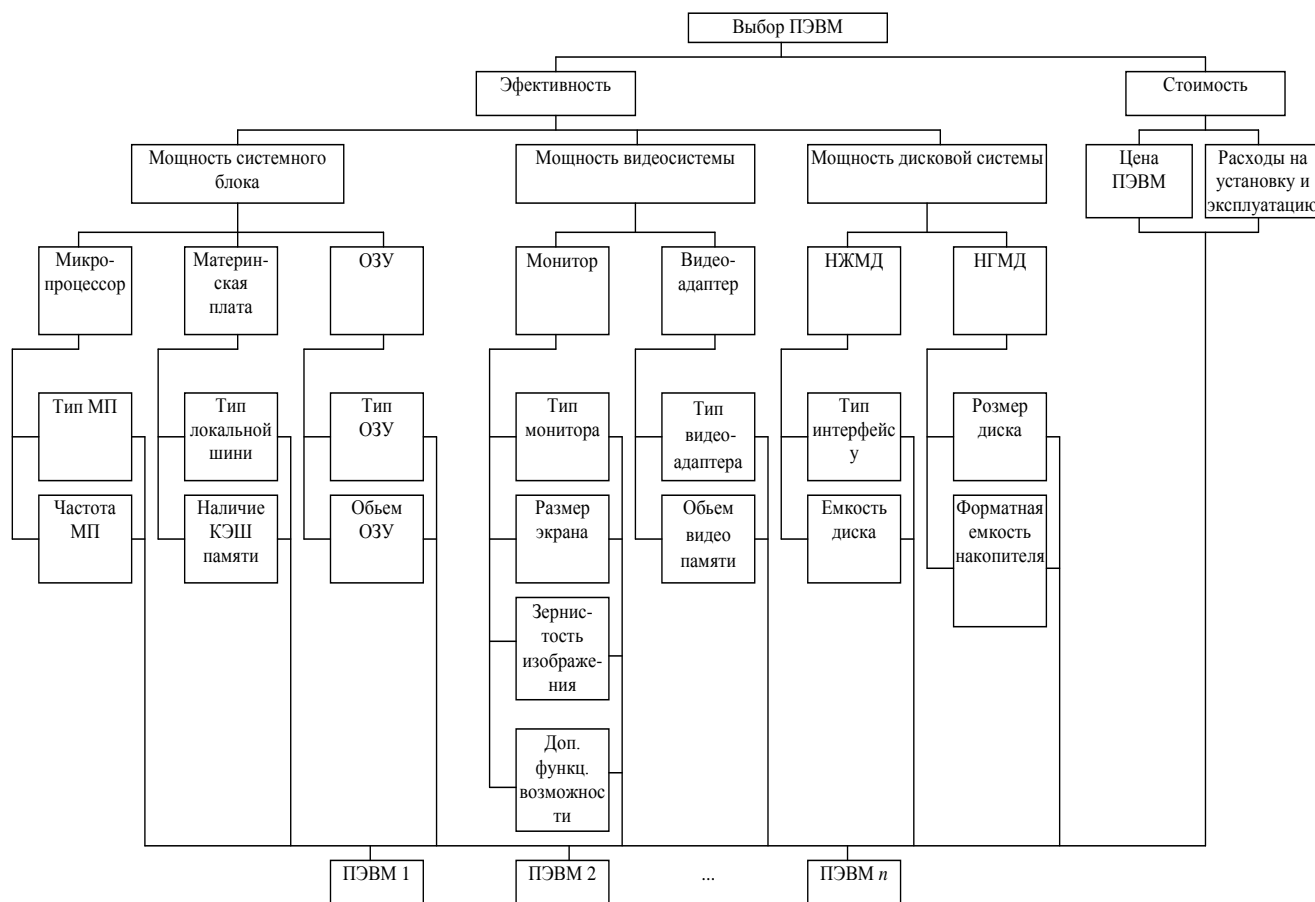 Выбор ПЭВМ
Эфективность
Стоимость
Мощность системного
блока
Мощность видеосистемы
Мощность дисковой системы
Цена
ПЭВМ
Расходы на
установку и
эксплуатацию
Микро-
процессор
Материн-
ская
плата
ОЗУ
Монитор
Видео-
адаптер
НЖМД
НГМД
Тип МП
Тип
локальной
шини
Тип
ОЗУ
Тип
монитора
Тип
видео-
адаптера
Тип
интерфейс
у
Розмер
диска
Частота
МП
Наличие
КЭШ
памяти
Обьем
ОЗУ
Размер
экрана
Обьем
видео
памяти
Емкость
диска
Форматная
емкость
накопителя
Зернис-
тость
изображе-
ния
Доп.
функц.
возможнос
ти
ПЭВМ 1
ПЭВМ 2
...
ПЭВМ n